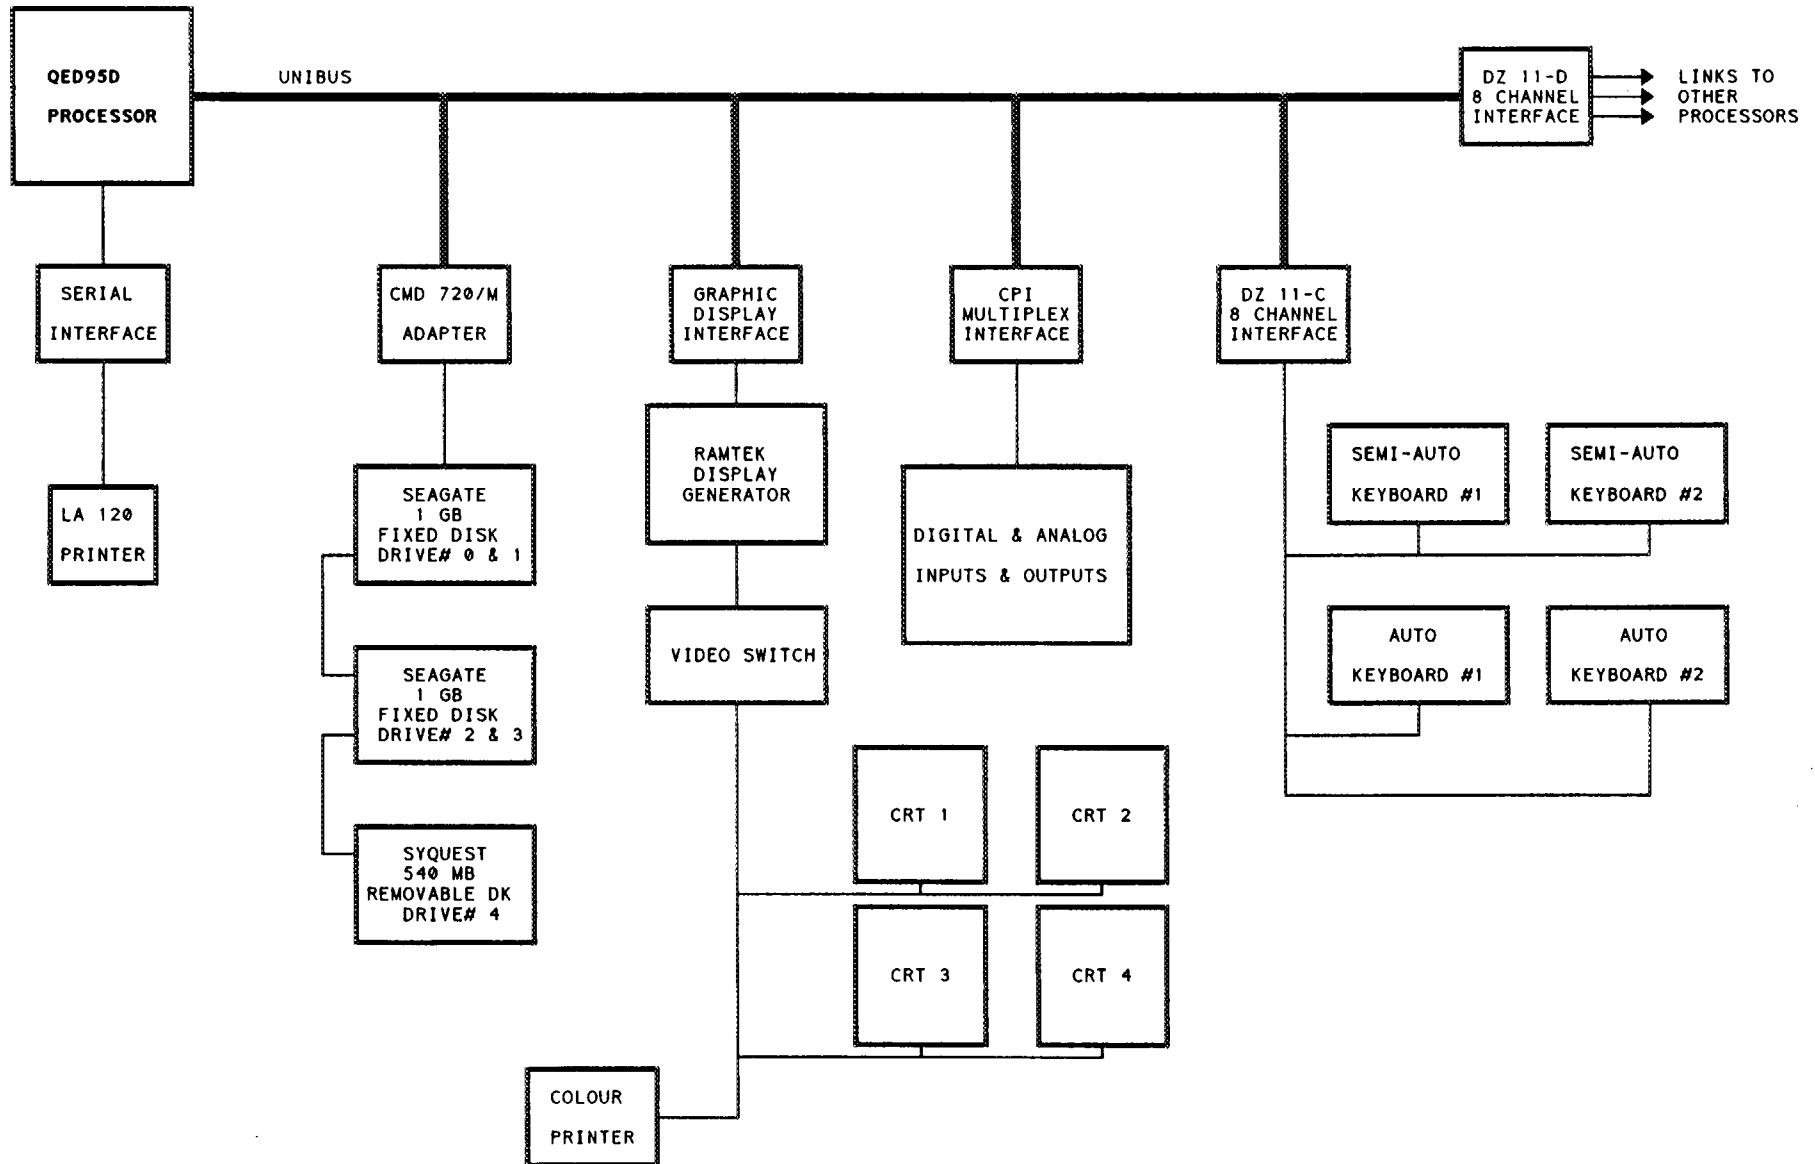 QED95D
PROCESSOR
UNIBUS
DZ 11-D
8 CHANNEL
INTERFACE
LINKS TO
OTHER
PROCESSORS
SERIAL
INTERFACE
CMD 720/M
ADAPTER
GRAPHIC
DISPLAY
INTERFACE
CPI
MULTIPLEX
INTERFACE
DZ 11-C
8 CHANNEL
INTERFACE
LA 120
PRINTER
SEAGATE
1 GB
FIXED DISK
DRIVE# 0 & 1
RAMTEK
DISPLAY
GENERATOR
DIGITAL & ANALOG
INPUTS & OUTPUTS
SEMI-AUTO
KEYBOARD #1
SEMI-AUTO
KEYBOARD #2
SEAGATE
1 GB
FIXED DISK
DRIVE# 2 & 3
VIDEO SWITCH
AUTO
KEYBOARD #1
AUTO
KEYBOARD #2
SYQUEST
540 MB
REMOVABLE DK
DRIVE# 4
CRT 1
CRT 2
CRT 3
CRT 4
COLOUR
PRINTER